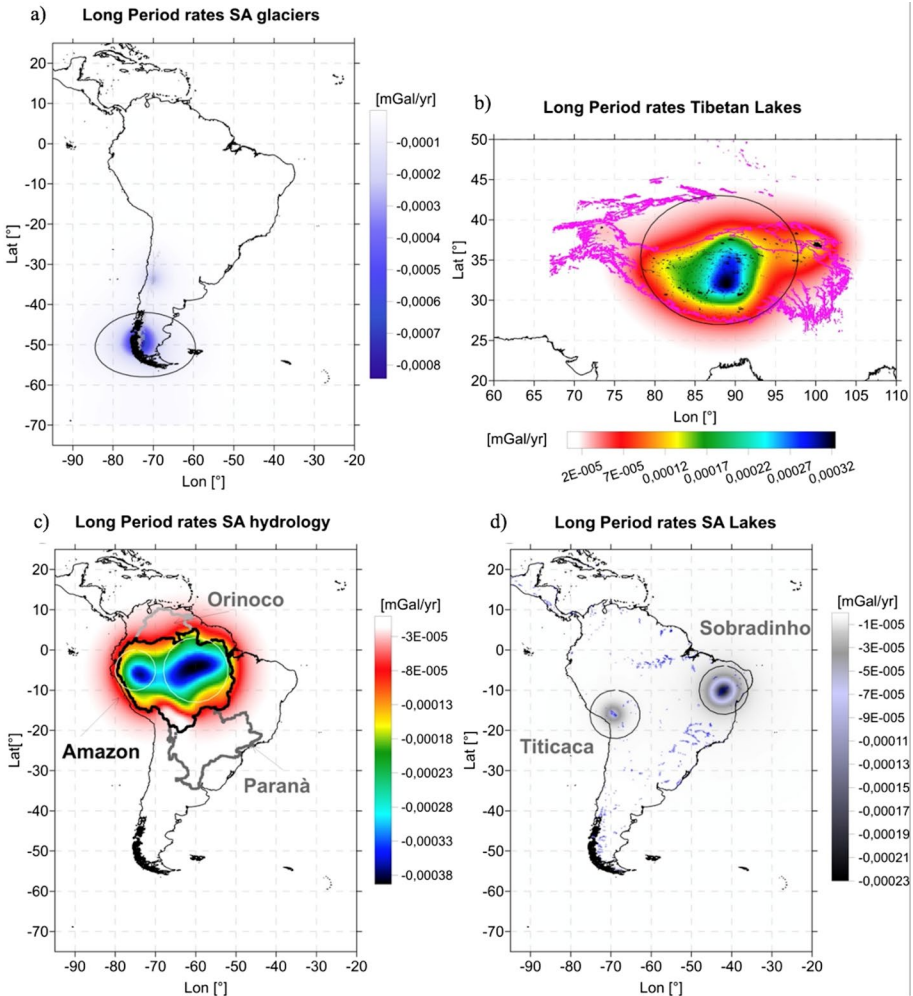 a)
Long Period rates SA glaciers
[mGal/yr]
20
10
0
-10
-20
-30
-40
-50
-60
-70
Lat [°]
-90 -80 -70 -60 -50 -40 -30 -20
Lon [°]
-0,0001
-0,0002
-0,0003
-0,0004
-0,0005
-0,0006
-0,0007
-0,0008
b)
Long Period rates Tibetan Lakes
50
45
40
35
30
25
20
Lat [°]
60 65 70 75 80 85 90 95 100 105 110
Lon [°]
[mGal/yr]
2E-005 7E-005 0,00012 0,00017 0,00022 0,00027 0,00032
c)
Long Period rates SA hydrology
[mGal/yr]
20
10
0
-10
-20
-30
-40
-50
-60
-70
Lat[°]
Orinoco
Amazon
Paranà
-90 -80 -70 -60 -50 -40 -30 -20
Lon [°]
-3E-005
-8E-005
-0,00013
-0,00018
-0,00023
-0,00028
-0,00033
-0,00038
d)
Long Period rates SA Lakes
[mGal/yr]
20
10
0
-10
-20
-30
-40
-50
-60
-70
Sobradinho
Titicaca
-90 -80 -70 -60 -50 -40 -30 -20
Lon [°]
-1E-005
-3E-005
-5E-005
-7E-005
-9E-005
-0,00011
-0,00013
-0,00015
-0,00017
-0,00019
-0,00021
-0,00023